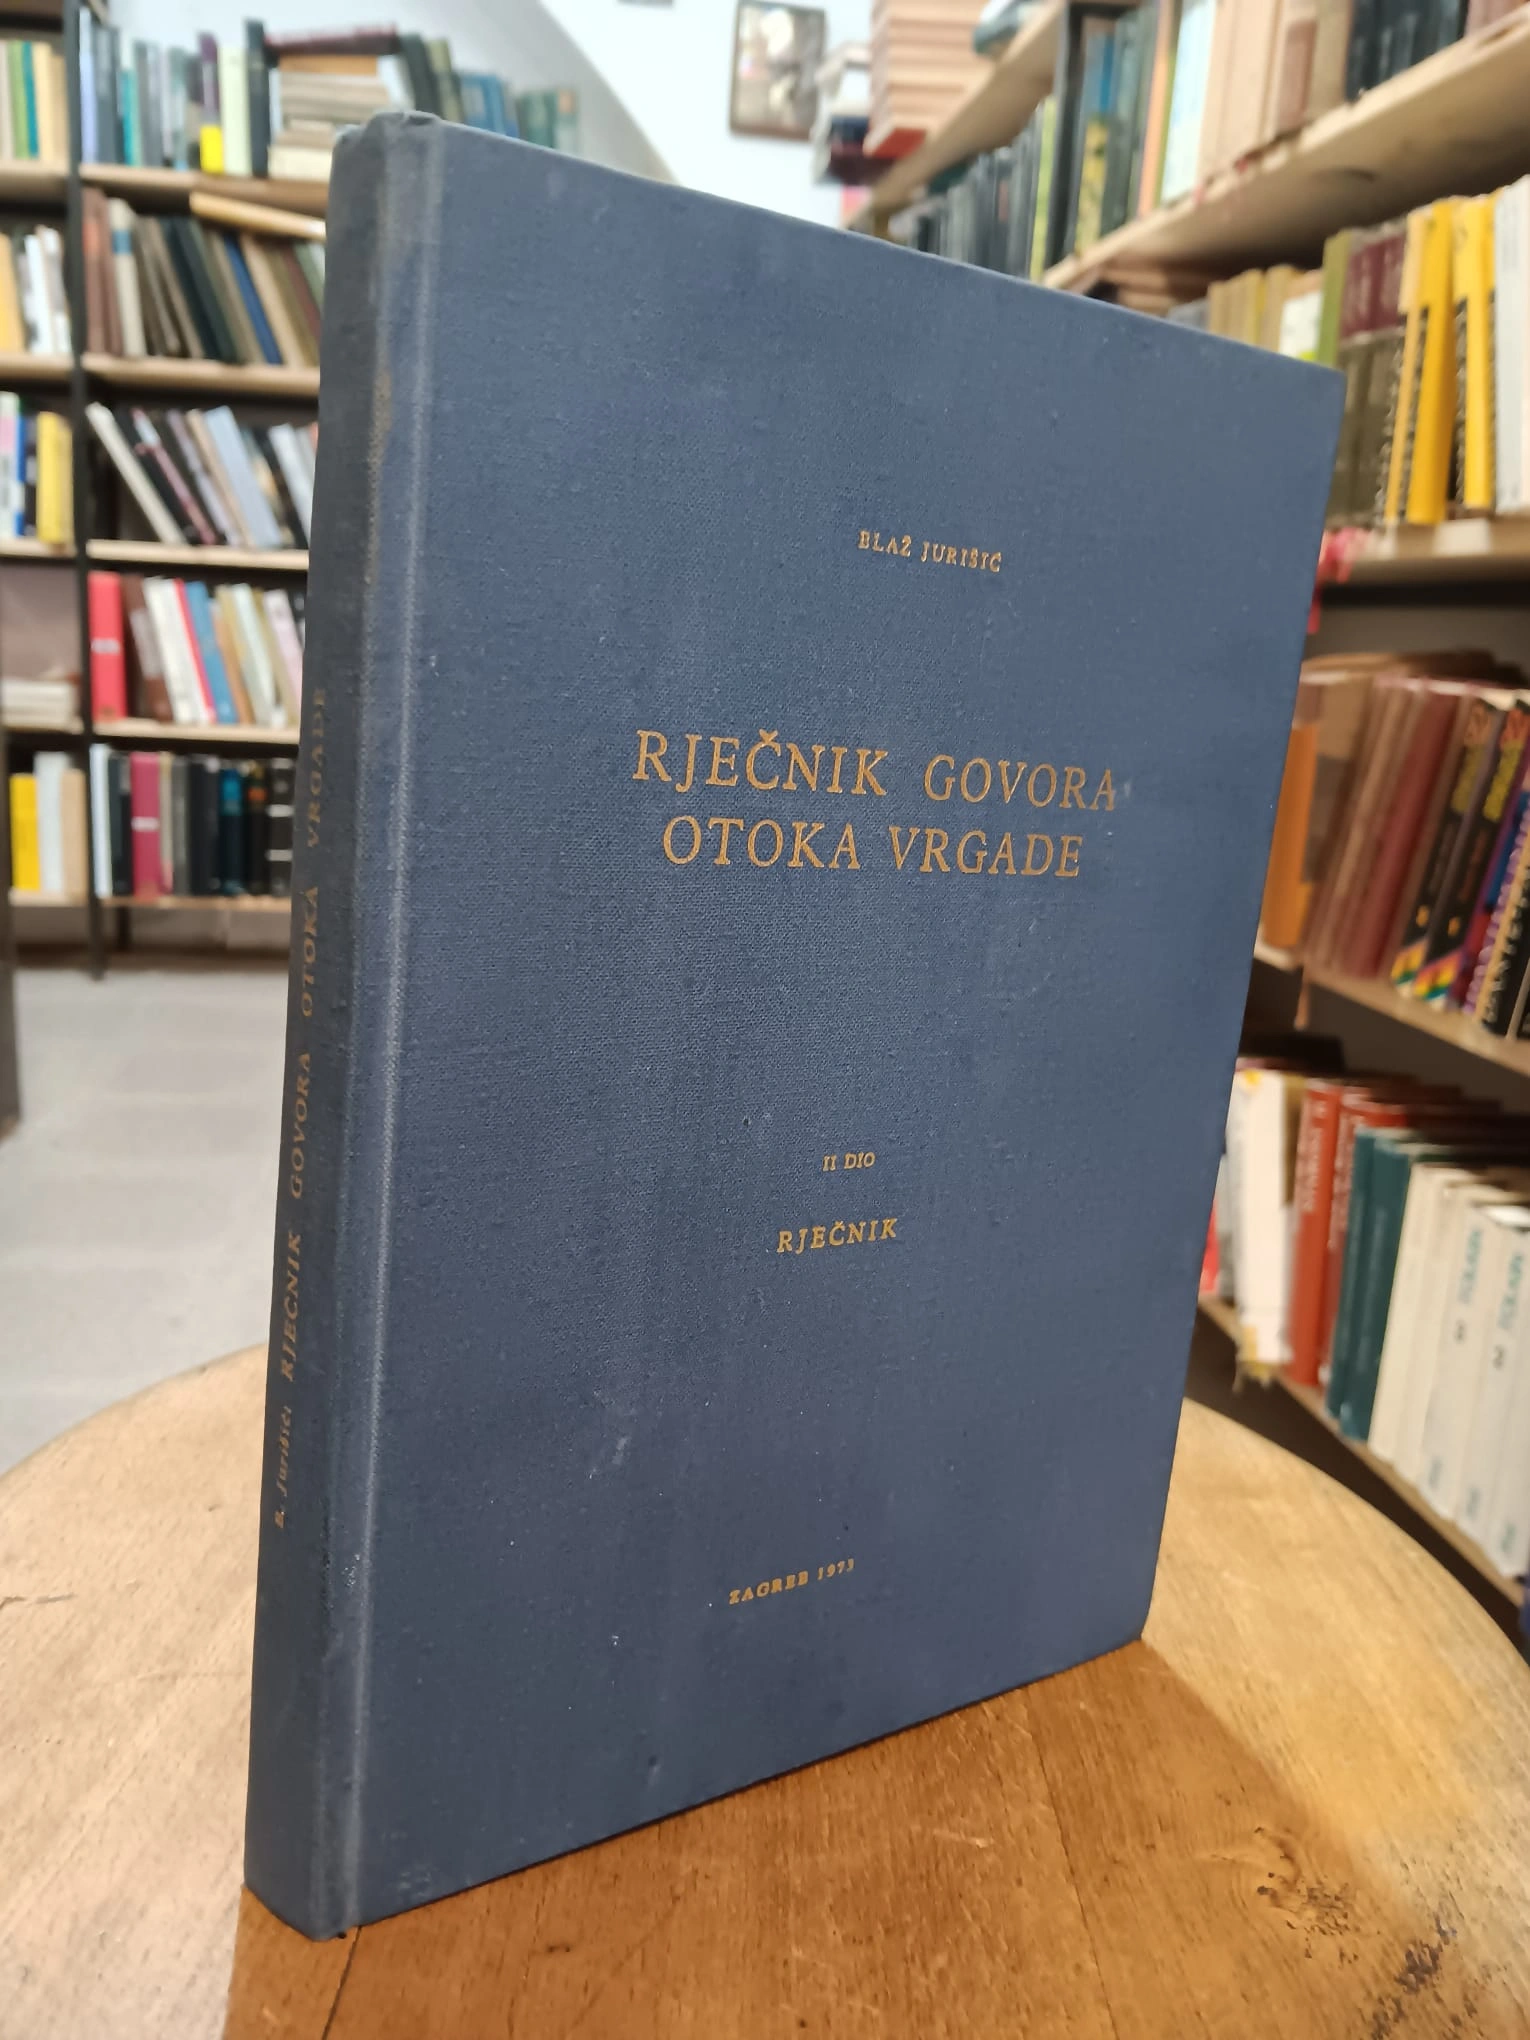 BLAŽ JURIŠIĆ
RJEČNIK GOVORA
OTOKA VRGADE
II DIO
RJEČNIK
ZAGREB 1973
B. Jurišić: RJEČNIK GOVORA OTOKA VRGADE